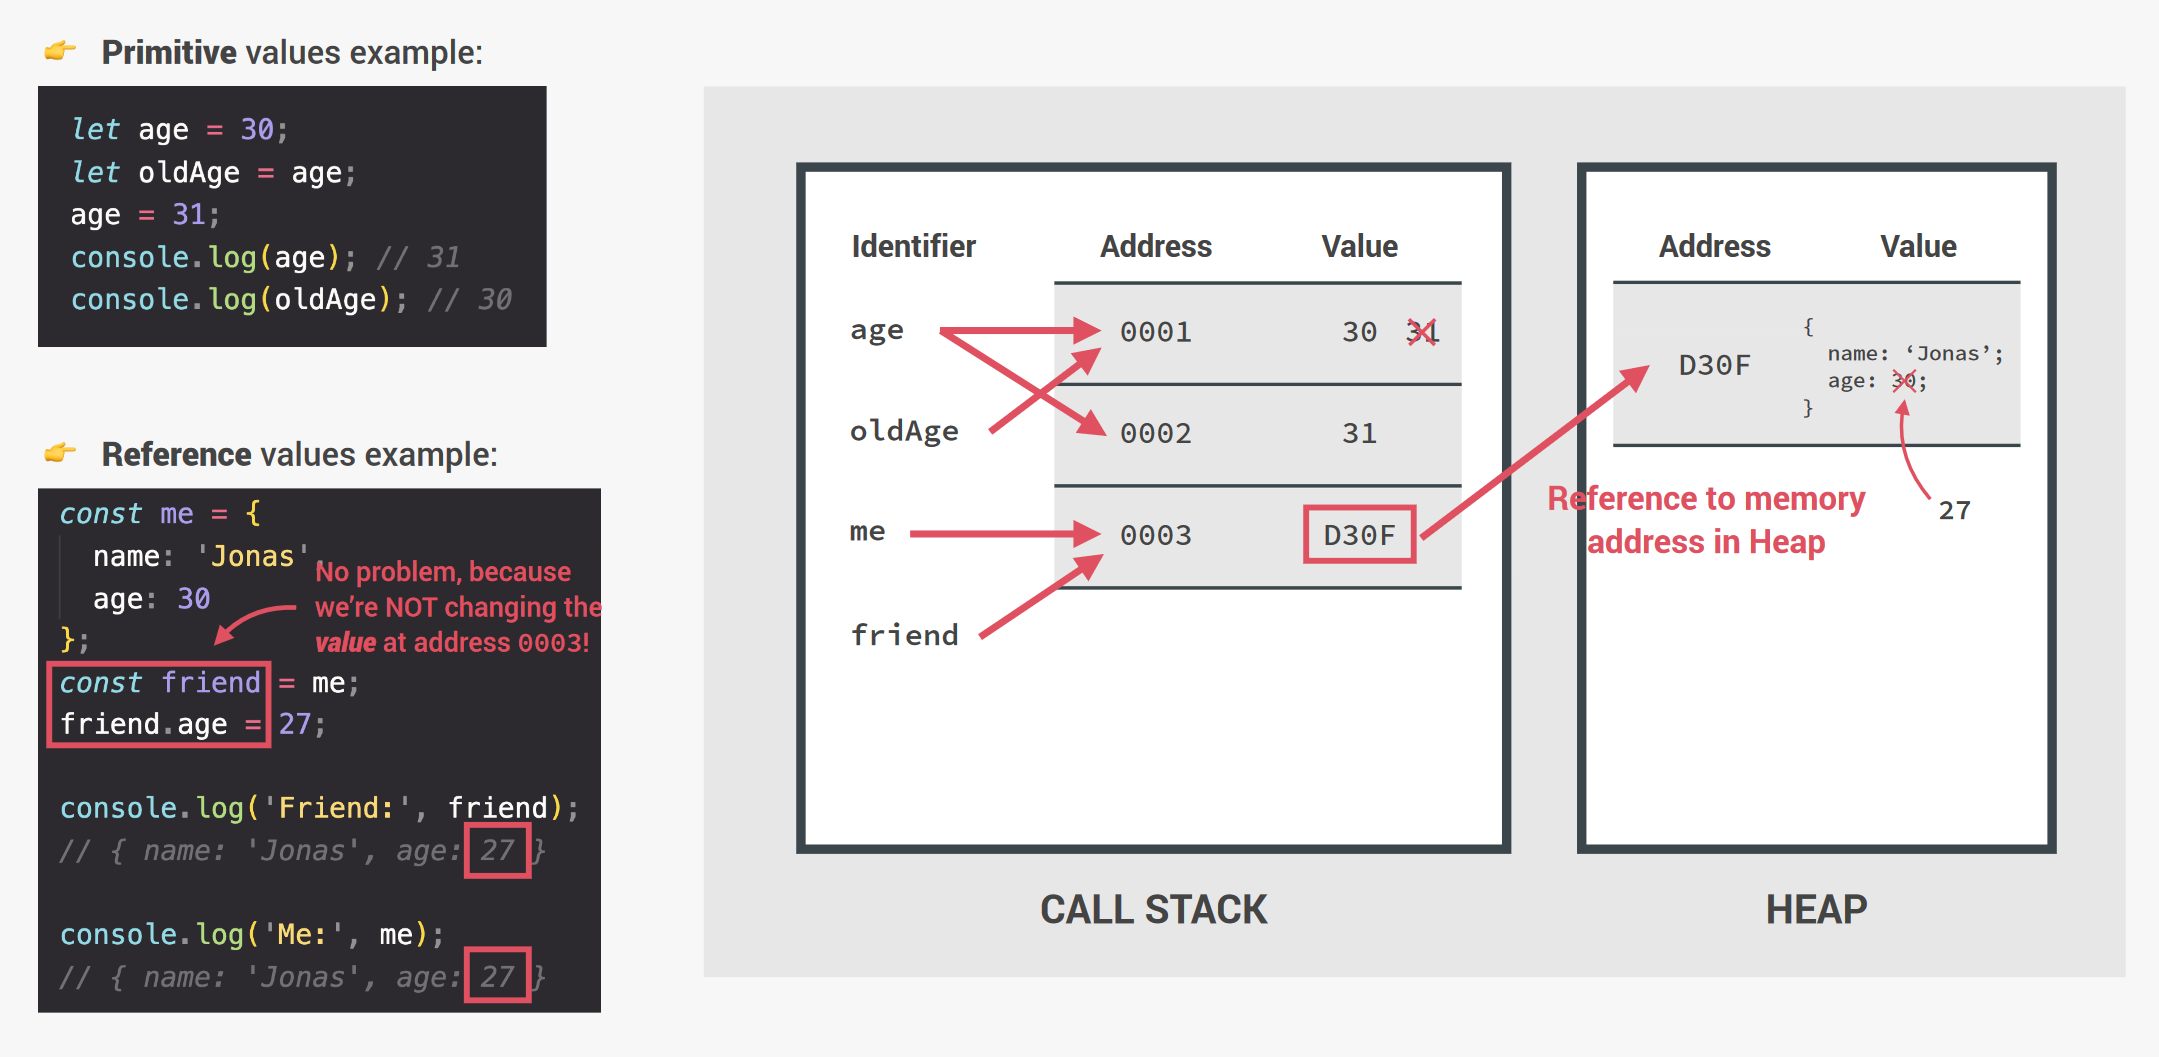 👉 Primitive values example:
let age = 30;
let oldAge = age;
age = 31;
console.log(age); // 31
console.log(oldAge); // 30
👉 Reference values example:
const me = {
name: 'Jonas',
age: 30
};
const friend = me;
friend.age = 27;
console.log('Friend:', friend);
// { name: 'Jonas', age: 27 }
console.log('Me:', me);
// { name: 'Jonas', age: 27 }
No problem, because
we’re NOT changing the
value at address 0003!
Identifier Address Value
age 0001 30 31
oldAge 0002 31
me 0003 D30F
friend
CALL STACK
Address Value
D30F
{
name: ‘Jonas’;
age: 30;
}
27
Reference to memory
address in Heap
HEAP